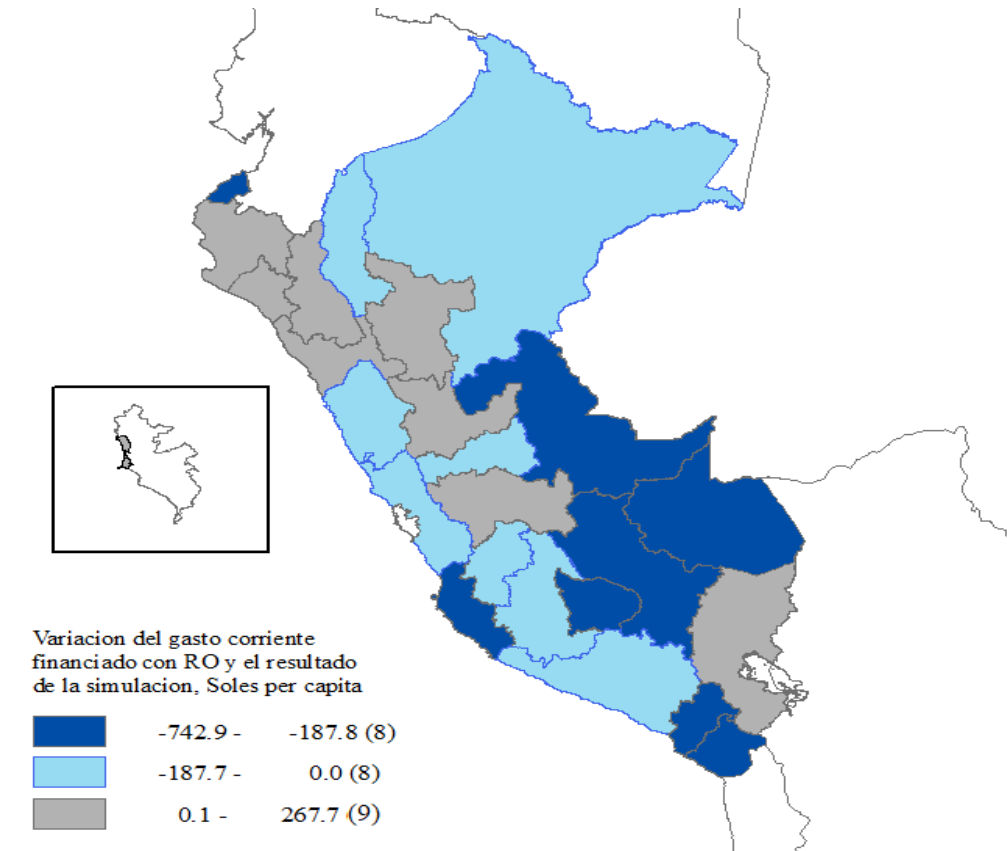 Variacion del gasto corriente
financiado con RO y el resultado
de la simulacion, Soles per capita
-742.9 - -187.8 (8)
-187.7 - 0.0 (8)
0.1 - 267.7 (9)